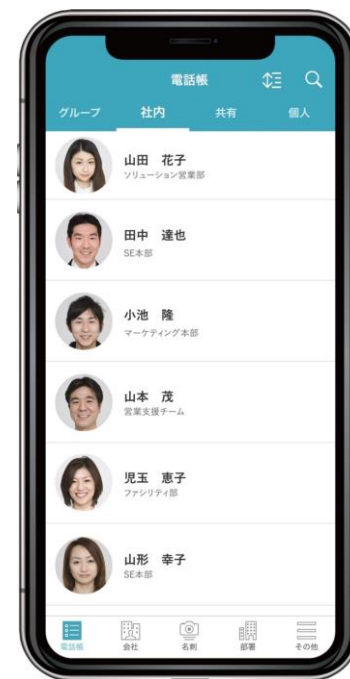 電話帳
グループ 社内 共有 個人
山田 花子
ソリューション営業部
田中 達也
SE本部
小池 隆
マーケティング本部
山本 茂
営業支援チーム
児玉 恵子
ファシリティ部
山形 幸子
SE本部
電話帳 会社 名刺 部署 その他